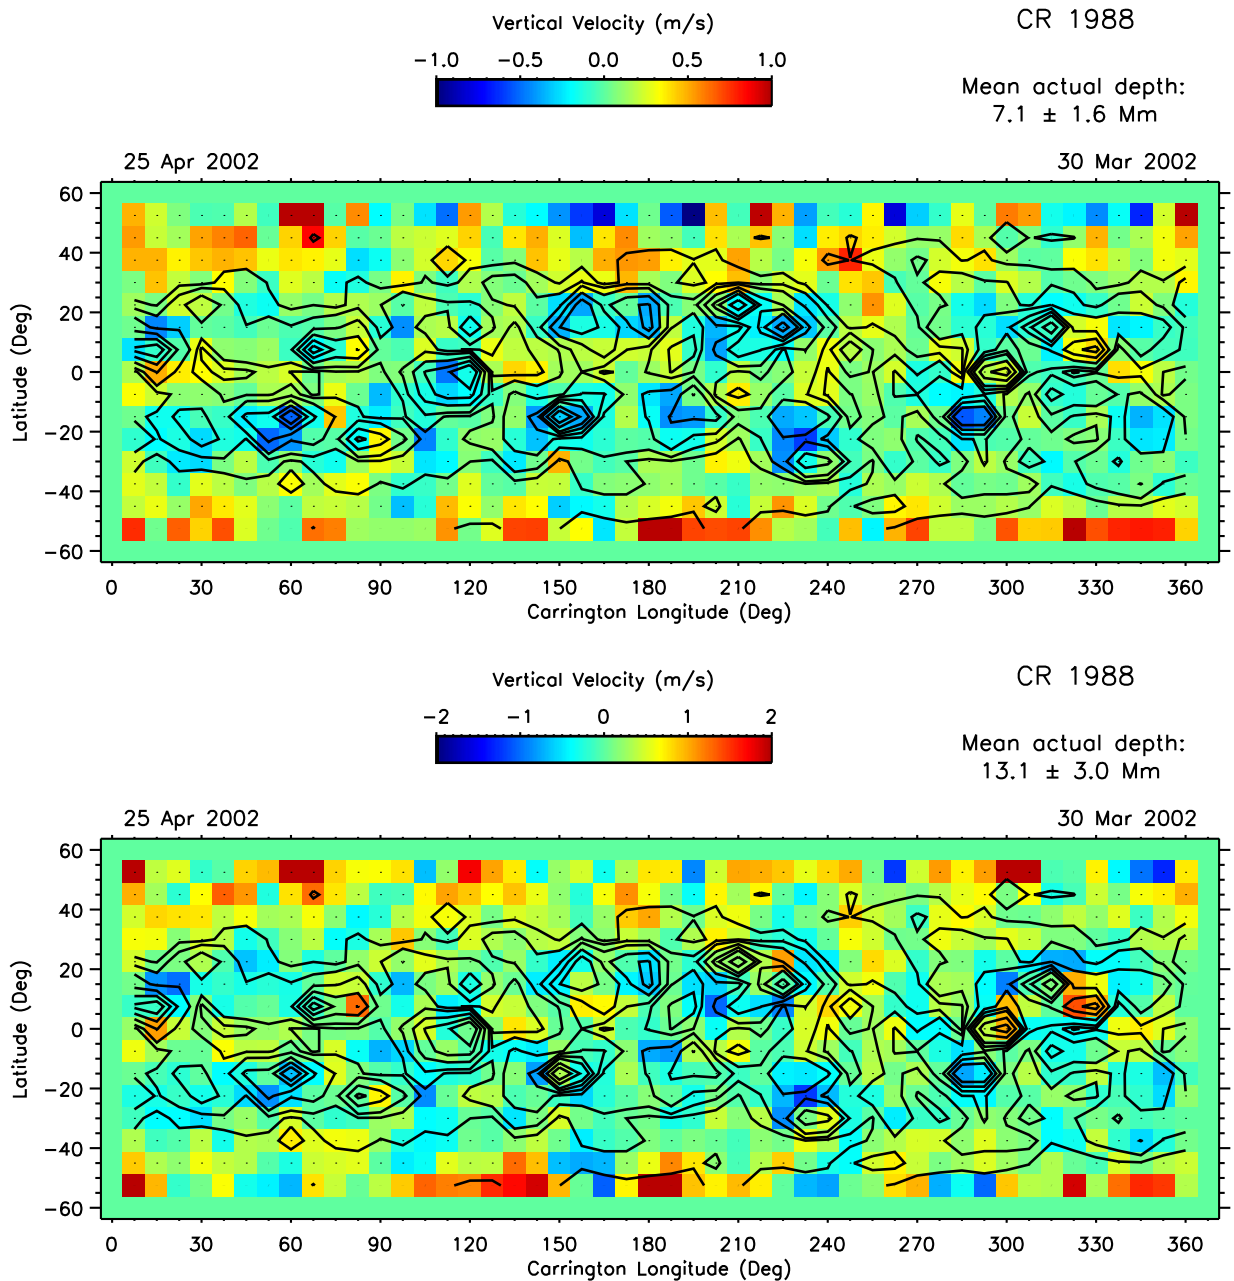 Vertical Velocity (m/s)
CR 1988
−1.0 −0.5 0.0 0.5 1.0
Mean actual depth:
7.1 ± 1.6 Mm
25 Apr 2002
30 Mar 2002
60
40
20
0
−20
−40
−60
Latitude (Deg)
0 30 60 90 120 150 180 210 240 270 300 330 360
Carrington Longitude (Deg)
Vertical Velocity (m/s)
CR 1988
−2 −1 0 1 2
Mean actual depth:
13.1 ± 3.0 Mm
25 Apr 2002
30 Mar 2002
60
40
20
0
−20
−40
−60
Latitude (Deg)
0 30 60 90 120 150 180 210 240 270 300 330 360
Carrington Longitude (Deg)